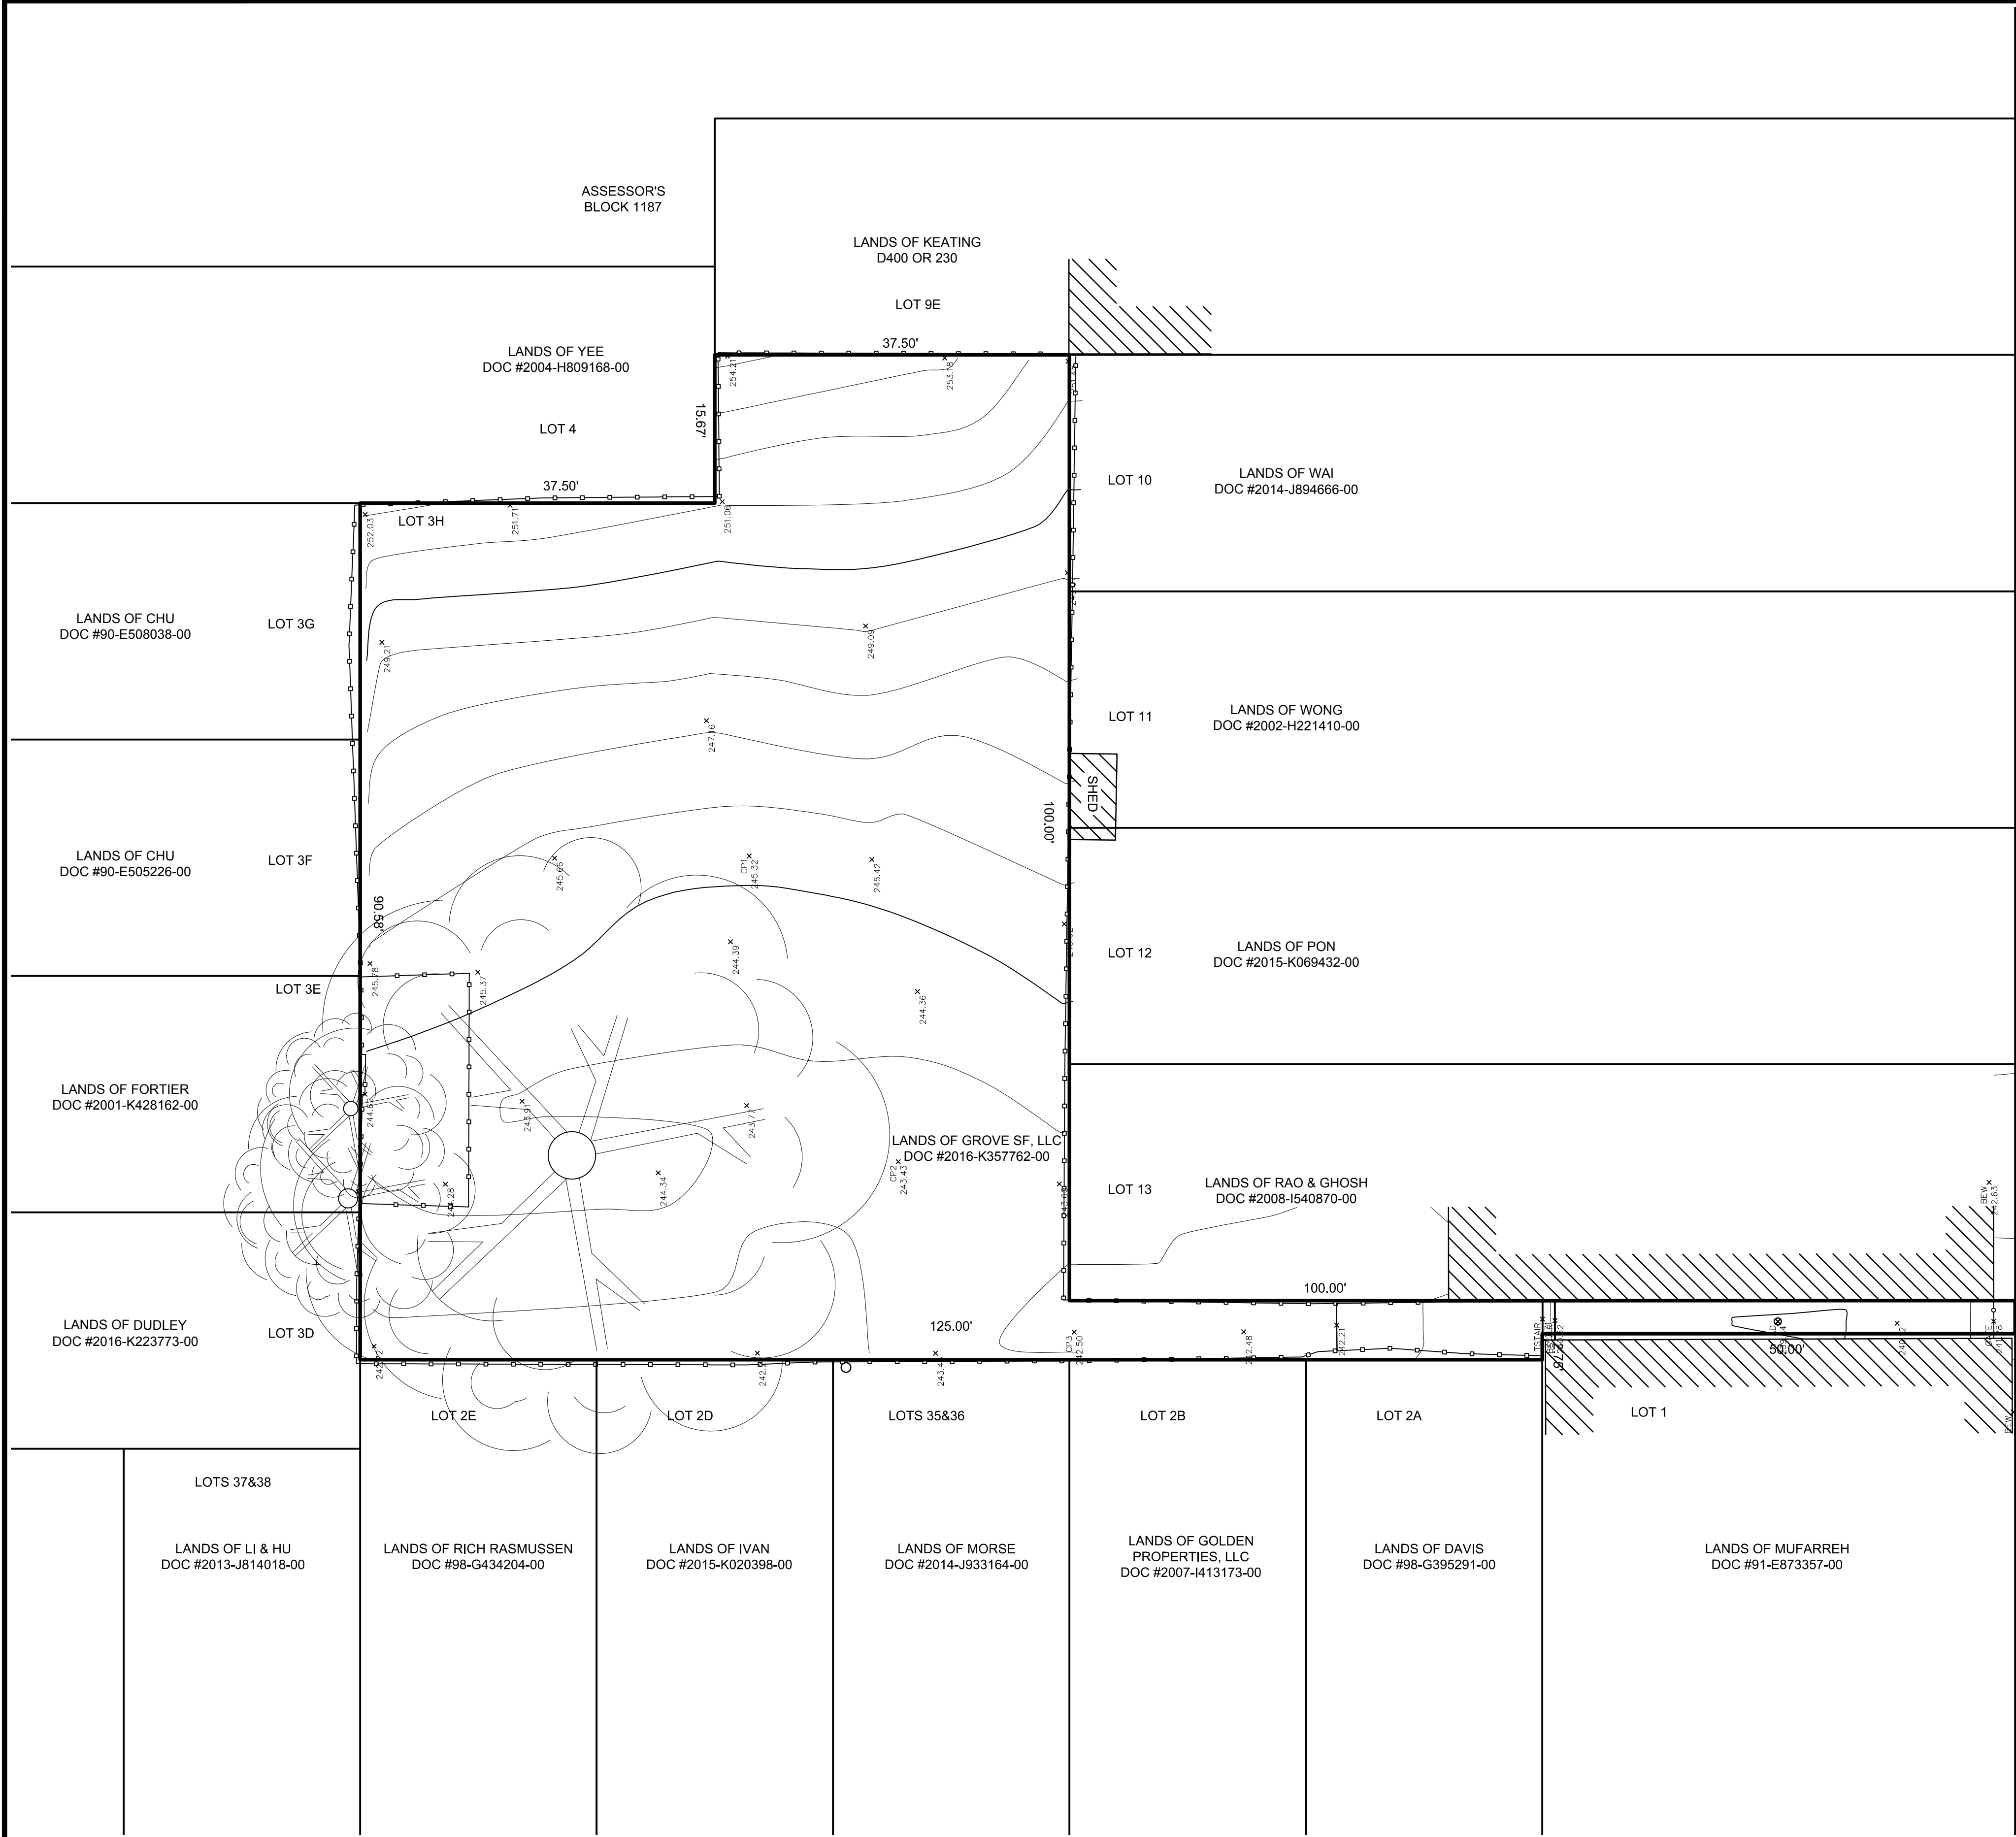 ASSESSOR'S
BLOCK 1187
LANDS OF KEATING
D400 OR 230
LOT 9E
37.50'
LANDS OF YEE
DOC #2004-H809168-00
LOT 4
15.67'
37.50'
254.21
253.18
LOT 3H
252.03
251.71
251.06
LOT 10
LANDS OF WAI
DOC #2014-J894666-00
LANDS OF CHU
DOC #90-E508038-00
LOT 3G
249.21
249.09
247.16
LOT 11
LANDS OF WONG
DOC #2002-H221410-00
SHED
100.00'
LANDS OF CHU
DOC #90-E505226-00
LOT 3F
90.58'
245.66
CP1
245.32
245.42
244.39
244.36
LOT 12
LANDS OF PON
DOC #2015-K069432-00
LOT 3E
245.78
245.37
LANDS OF FORTIER
DOC #2001-K428162-00
244.62
243.91
243.77
LANDS OF GROVE SF, LLC
DOC #2016-K357762-00
CP2
243.43
244.34
LOT 13
LANDS OF RAO & GHOSH
DOC #2008-I540870-00
BEW
242.63
LANDS OF DUDLEY
DOC #2016-K223773-00
LOT 3D
125.00'
100.00'
CP3
242.50
242.48
242.21
TSTAIR
50.00'
LOT 2E
LOT 2D
LOTS 35&36
LOT 2B
LOT 2A
LOT 1
LOTS 37&38
LANDS OF LI & HU
DOC #2013-J814018-00
LANDS OF RICH RASMUSSEN
DOC #98-G434204-00
LANDS OF IVAN
DOC #2015-K020398-00
LANDS OF MORSE
DOC #2014-J933164-00
LANDS OF GOLDEN
PROPERTIES, LLC
DOC #2007-I413173-00
LANDS OF DAVIS
DOC #98-G395291-00
LANDS OF MUFARREH
DOC #91-E873357-00